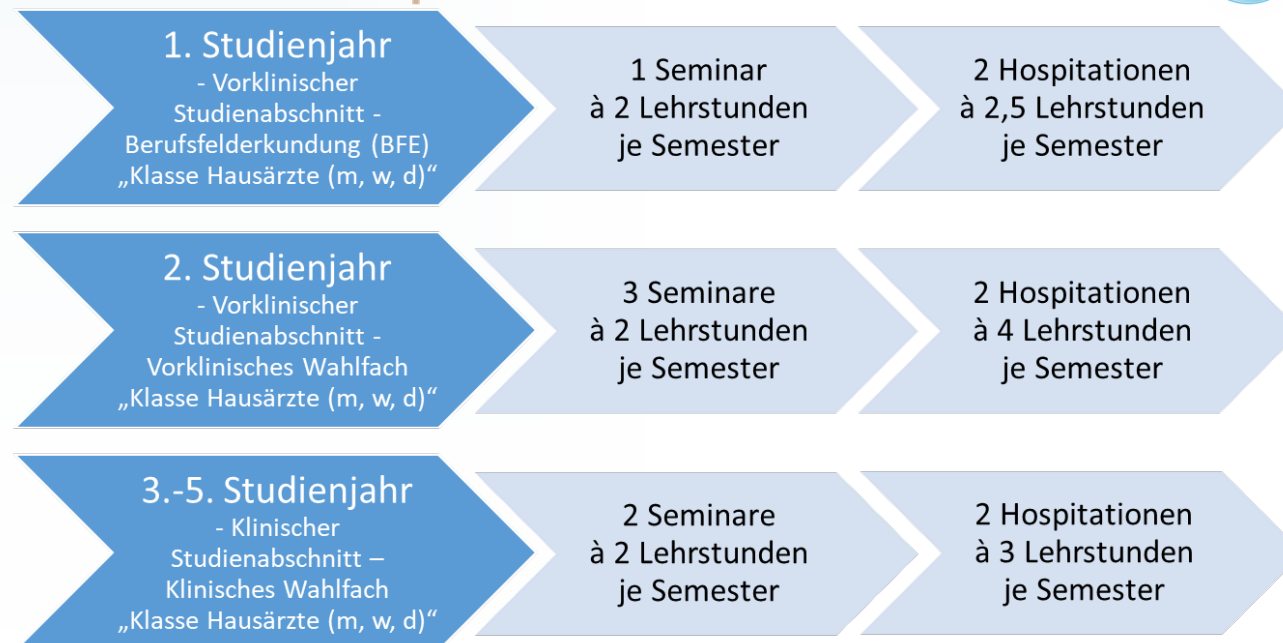 1. Studienjahr
- Vorklinischer
Studienabschnitt -
Berufsfelderkundung (BFE)
„Klasse Hausärzte (m, w, d)“
1 Seminar
à 2 Lehrstunden
je Semester
2 Hospitationen
à 2,5 Lehrstunden
je Semester
2. Studienjahr
- Vorklinischer
Studienabschnitt -
Vorklinisches Wahlfach
„Klasse Hausärzte (m, w, d)“
3 Seminare
à 2 Lehrstunden
je Semester
2 Hospitationen
à 4 Lehrstunden
je Semester
3.-5. Studienjahr
- Klinischer
Studienabschnitt –
Klinisches Wahlfach
„Klasse Hausärzte (m, w, d)“
2 Seminare
à 2 Lehrstunden
je Semester
2 Hospitationen
à 3 Lehrstunden
je Semester